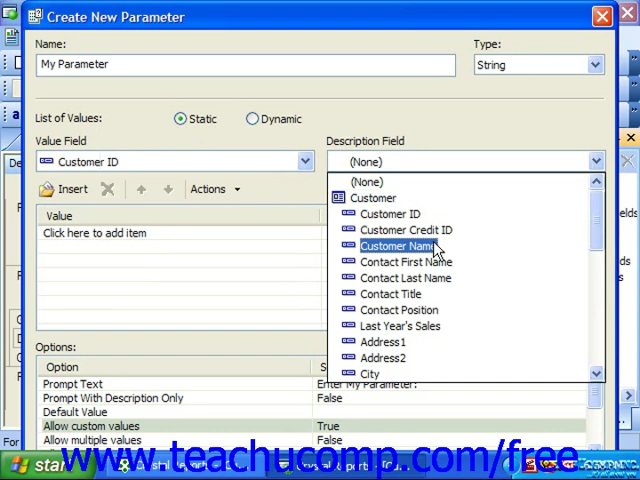 Create New Parameter
Name:
Type:
My Parameter
String
List of Values:
Static
Dynamic
Value Field
Description Field
Customer ID
(None)
Insert
Actions
(None)
Customer
Value
Customer ID
Click here to add item
Customer Credit ID
Customer Name
Contact First Name
Contact Last Name
Contact Title
Contact Position
Last Year's Sales
Address1
Options:
Address2
Option
City
Prompt Text
Enter My Parameter:
Prompt With Description Only
False
Default Value
Allow custom values
True
Allow multiple values
False
For
www.teachucomp.com/free
start